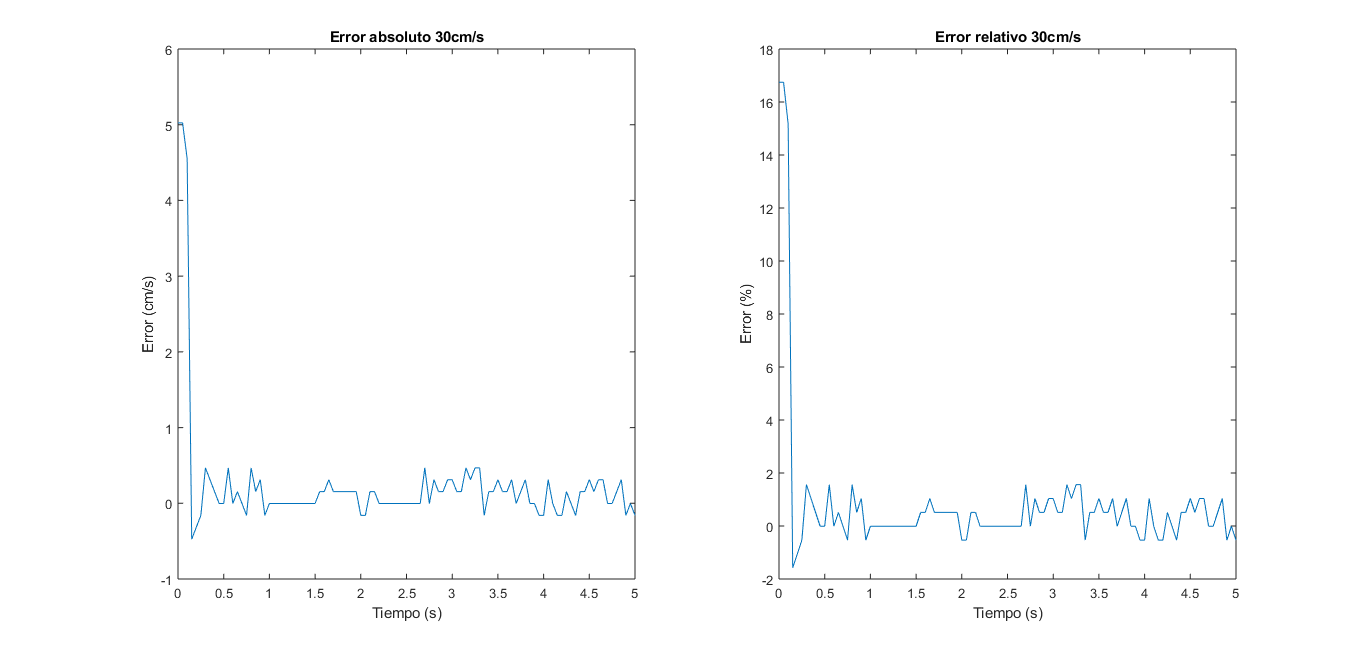 Error absoluto 30cm/s
6
5
4
3
2
1
0
-1
Error (cm/s)
0 0.5 1 1.5 2 2.5 3 3.5 4 4.5 5
Tiempo (s)
Error relativo 30cm/s
18
16
14
12
10
8
6
4
2
0
-2
Error (%)
0 0.5 1 1.5 2 2.5 3 3.5 4 4.5 5
Tiempo (s)